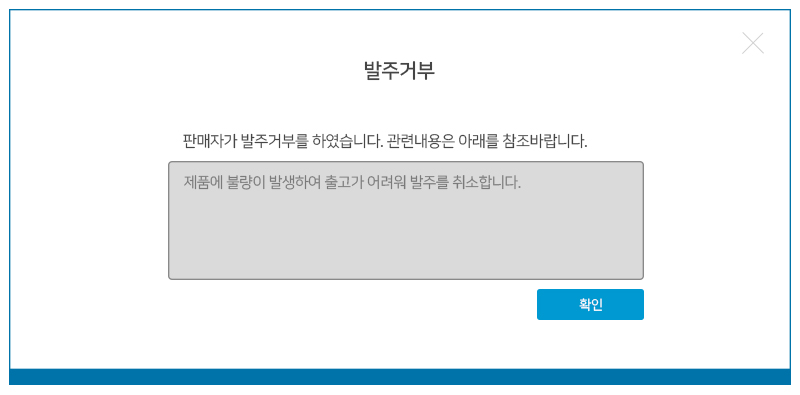 발주거부
판매자가 발주거부를 하였습니다. 관련내용은 아래를 참조바랍니다.
제품에 불량이 발생하여 출고가 어려워 발주를 취소합니다.
확인